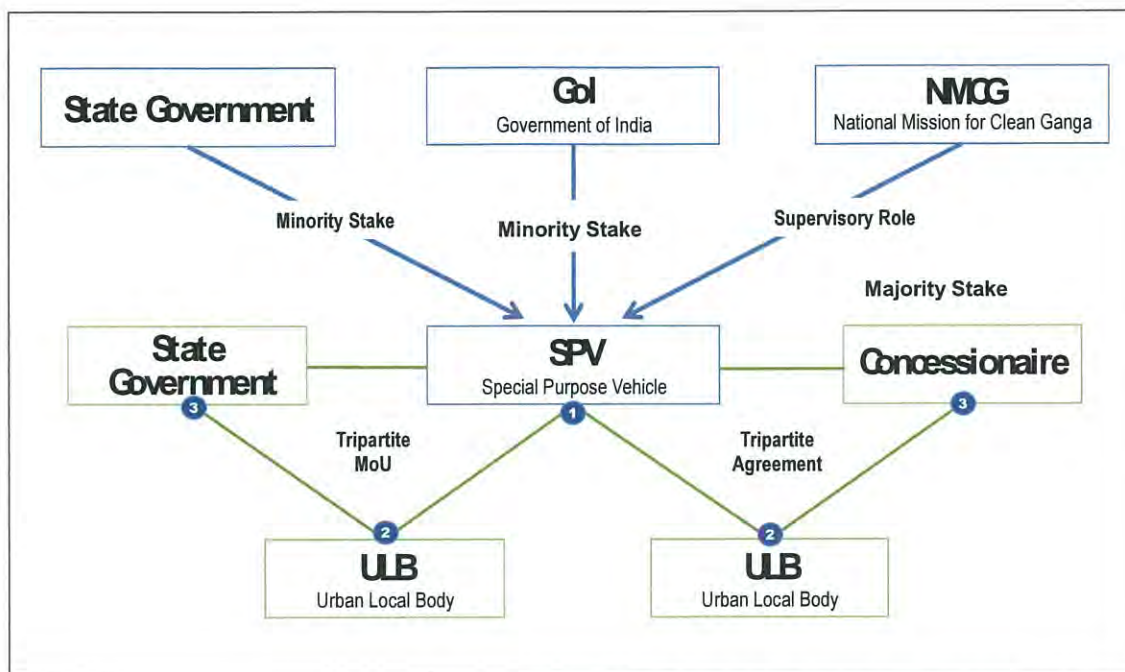 State Government
GoI
Government of India
NMCG
National Mission for Clean Ganga
Minority Stake
Minority Stake
Supervisory Role
Majority Stake
State
Government
SPV
Special Purpose Vehicle
Concessionaire
3
1
3
Tripartite
MoU
Tripartite
Agreement
2
2
ULB
Urban Local Body
ULB
Urban Local Body